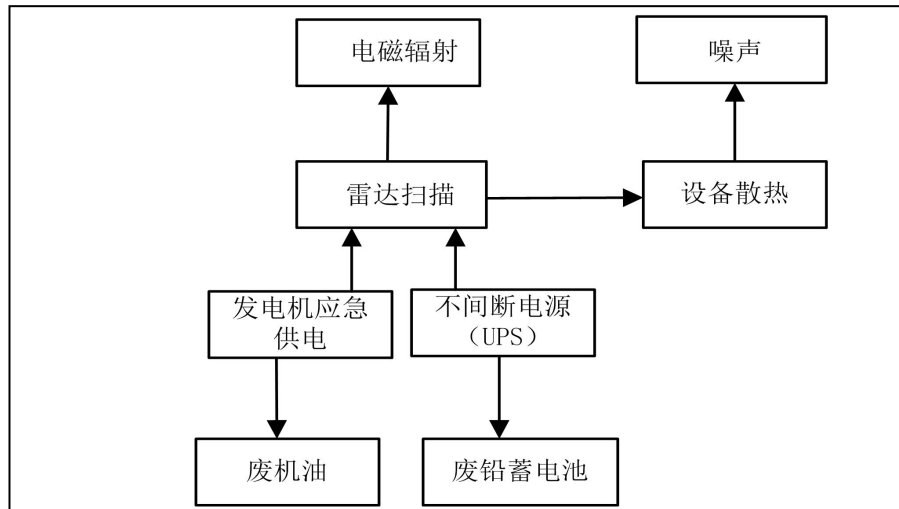 电磁辐射
噪声
雷达扫描
设备散热
发电机应急
供电
不间断电源
（UPS）
废机油
废铅蓄电池